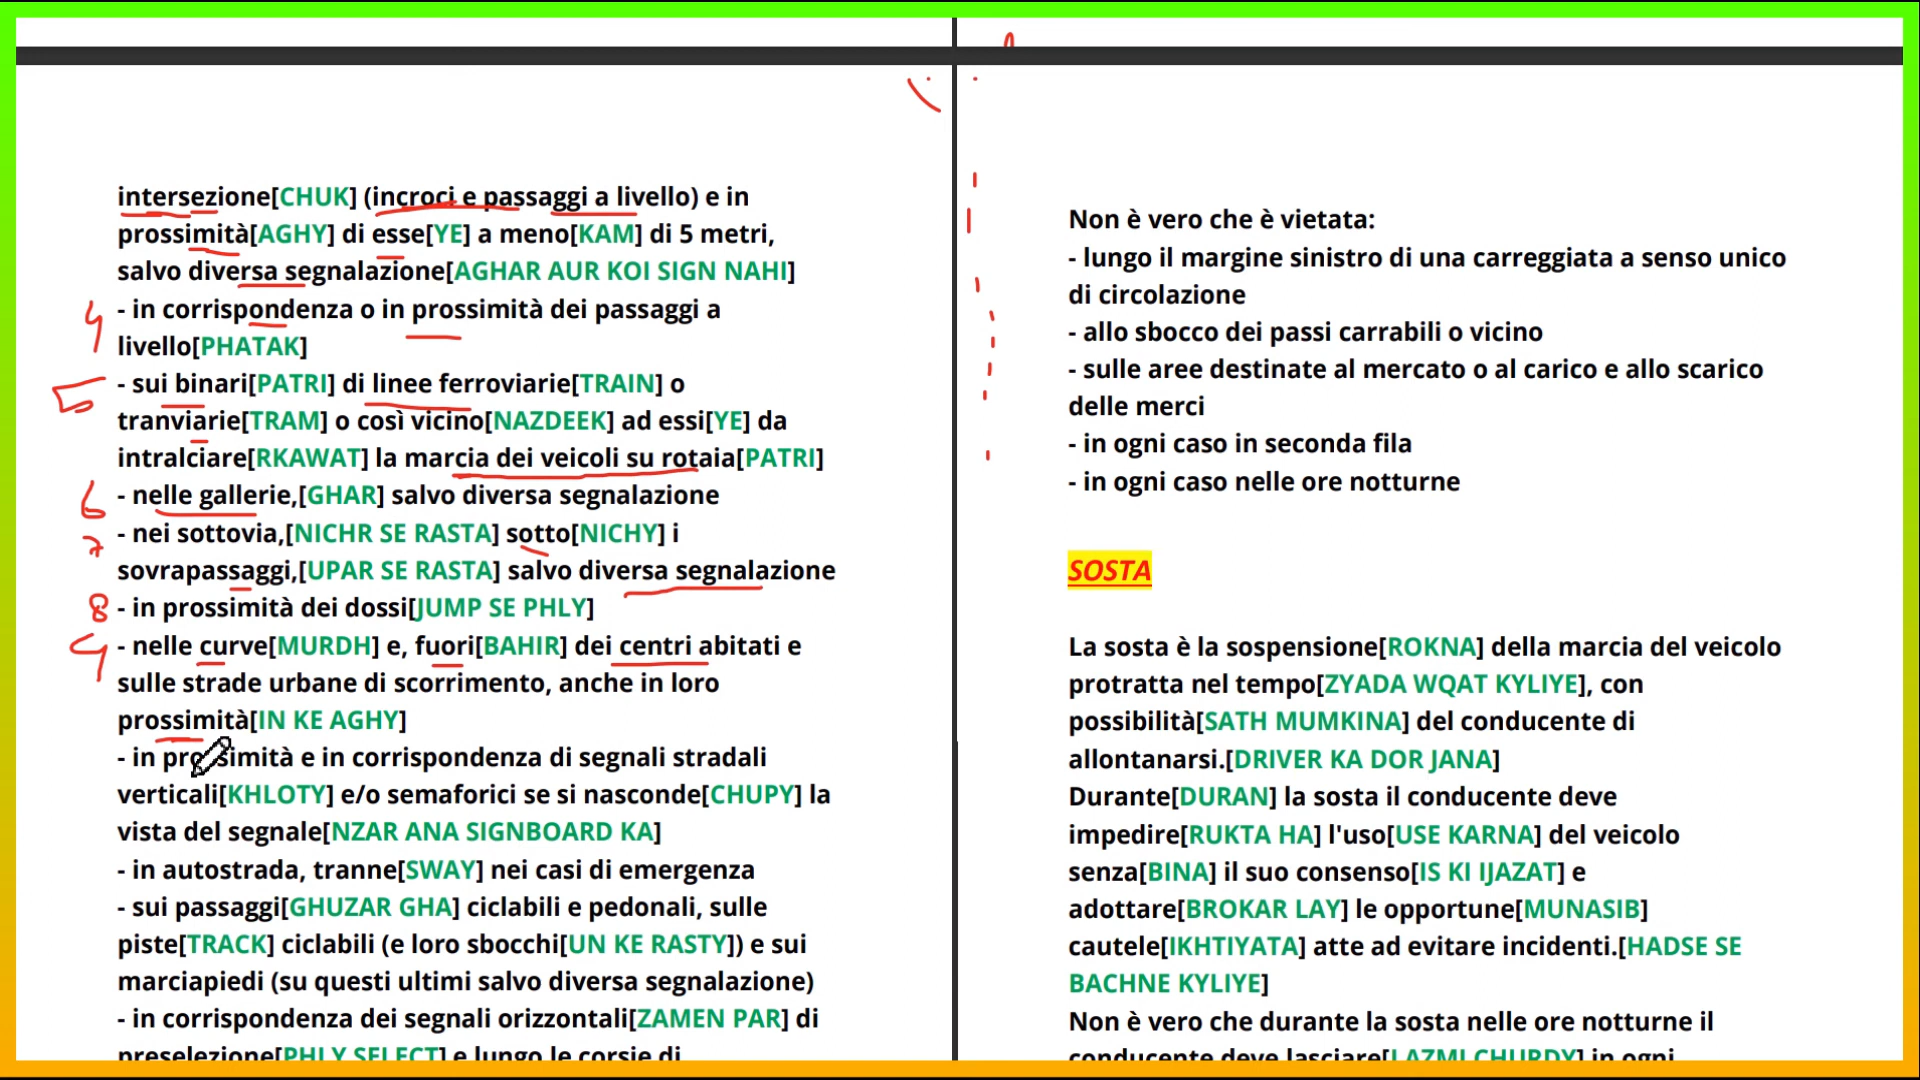 intersezione[CHUK] (incroci e passaggi a livello) e in
prossimità[AGHY] di esse[YE] a meno[KAM] di 5 metri,
salvo diversa segnalazione[AGHAR AUR KOI SIGN NAHI]
4 - in corrispondenza o in prossimità dei passaggi a
livello[PHATAK]
5 - sui binari[PATRI] di linee ferroviarie[TRAIN] o
tranviarie[TRAM] o così vicino[NAZDEEK] ad essi[YE] da
intralciare[RKAWAT] la marcia dei veicoli su rotaia[PATRI]
6 - nelle gallerie,[GHAR] salvo diversa segnalazione
7 - nei sottovia,[NICHR SE RASTA] sotto[NICHY] i
sovrapassaggi,[UPAR SE RASTA] salvo diversa segnalazione
8 - in prossimità dei dossi[JUMP SE PHLY]
9 - nelle curve[MURDH] e, fuori[BAHIR] dei centri abitati e
sulle strade urbane di scorrimento, anche in loro
prossimità[IN KE AGHY]
- in prossimità e in corrispondenza di segnali stradali
verticali[KHLOTY] e/o semaforici se si nasconde[CHUPY] la
vista del segnale[NZAR ANA SIGNBOARD KA]
- in autostrada, tranne[SWAY] nei casi di emergenza
- sui passaggi[GHUZAR GHA] ciclabili e pedonali, sulle
piste[TRACK] ciclabili (e loro sbocchi[UN KE RASTY]) e sui
marciapiedi (su questi ultimi salvo diversa segnalazione)
- in corrispondenza dei segnali orizzontali[ZAMEN PAR] di
preselezione[PHLY SELECT] e lungo le corsie di
Non è vero che è vietata:
- lungo il margine sinistro di una carreggiata a senso unico
di circolazione
- allo sbocco dei passi carrabili o vicino
- sulle aree destinate al mercato o al carico e allo scarico
delle merci
- in ogni caso in seconda fila
- in ogni caso nelle ore notturne
SOSTA
La sosta è la sospensione[ROKNA] della marcia del veicolo
protratta nel tempo[ZYADA WQAT KYLIYE], con
possibilità[SATH MUMKINA] del conducente di
allontanarsi.[DRIVER KA DOR JANA]
Durante[DURAN] la sosta il conducente deve
impedire[RUKTA HA] l'uso[USE KARNA] del veicolo
senza[BINA] il suo consenso[IS KI IJAZAT] e
adottare[BROKAR LAY] le opportune[MUNASIB]
cautele[IKHTIYATA] atte ad evitare incidenti.[HADSE SE
BACHNE KYLIYE]
Non è vero che durante la sosta nelle ore notturne il
conducente deve lasciare[LAZMI CHURDY] in ogni